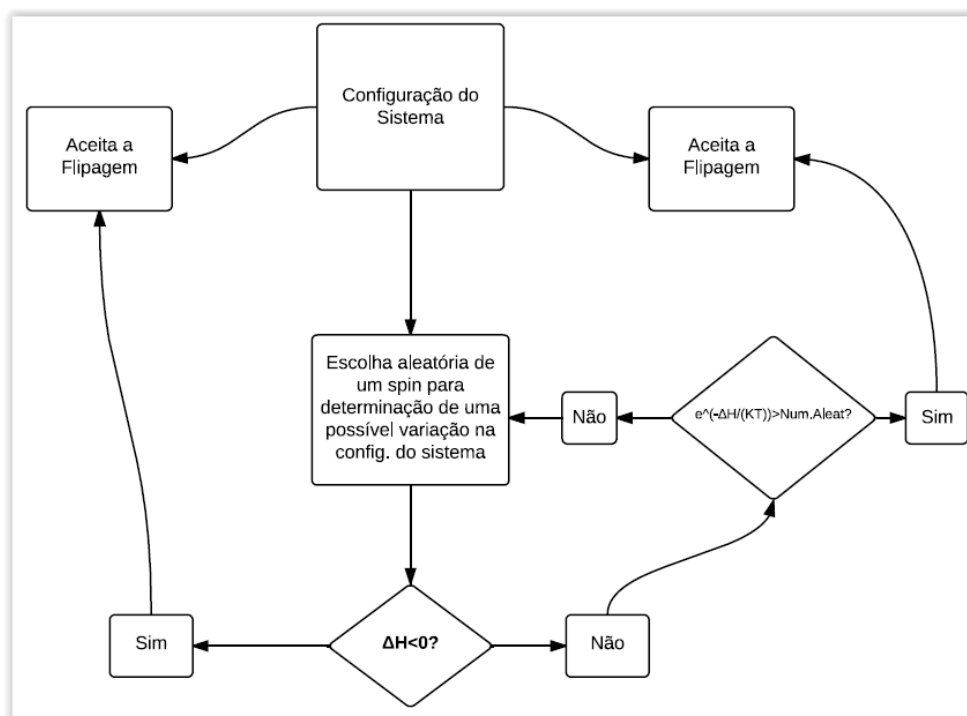 Configuração do
Sistema
Aceita a
Flipagem
Aceita a
Flipagem
Escolha aleatória de
um spin para
determinação de uma
possível variação na
config. do sistema
Não
e^(-ΔH/(KT))>Num.Aleat?
Sim
Sim
ΔH<0?
Não